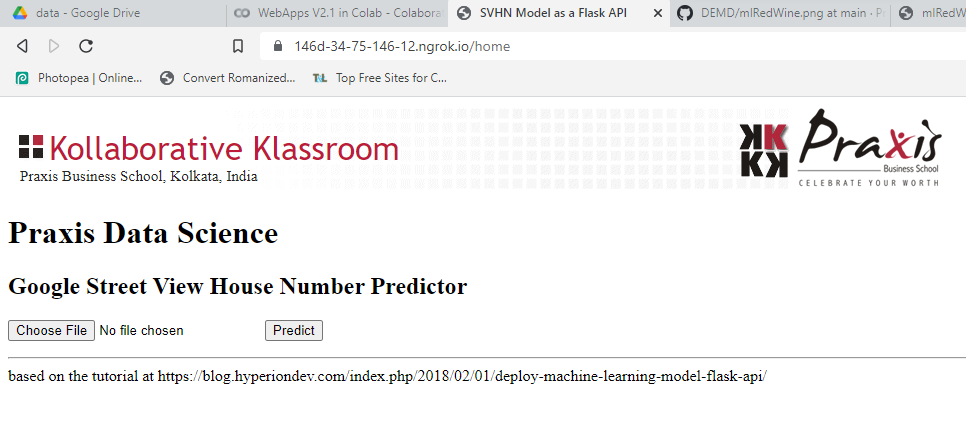 data - Google Drive
WebApps V2.1 in Colab - Colabora
SVHN Model as a Flask API
DEMD/mlRedWine.png at main · P
mlRedW
146d-34-75-146-12.ngrok.io/home
Photopea | Online...
Convert Romanized...
Top Free Sites for C...
Kollaborative Klassroom
Praxis Business School, Kolkata, India
KKKK
Praxis
Business School
CELEBRATE YOUR WORTH
Praxis Data Science
Google Street View House Number Predictor
Choose File No file chosen
Predict
based on the tutorial at https://blog.hyperiondev.com/index.php/2018/02/01/deploy-machine-learning-model-flask-api/